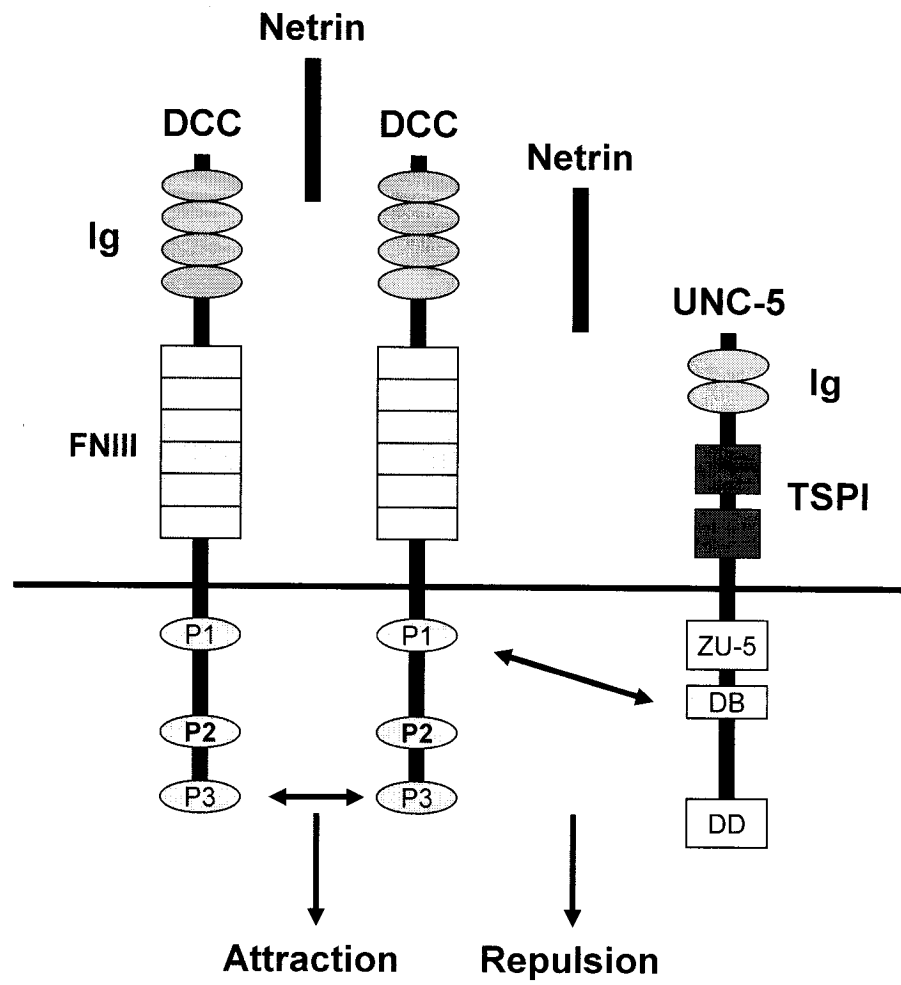 Netrin
DCC
DCC
Netrin
Ig
UNC-5
Ig
FNIII
TSPI
P1
P1
ZU-5
DB
P2
P2
P3
P3
DD
Attraction
Repulsion